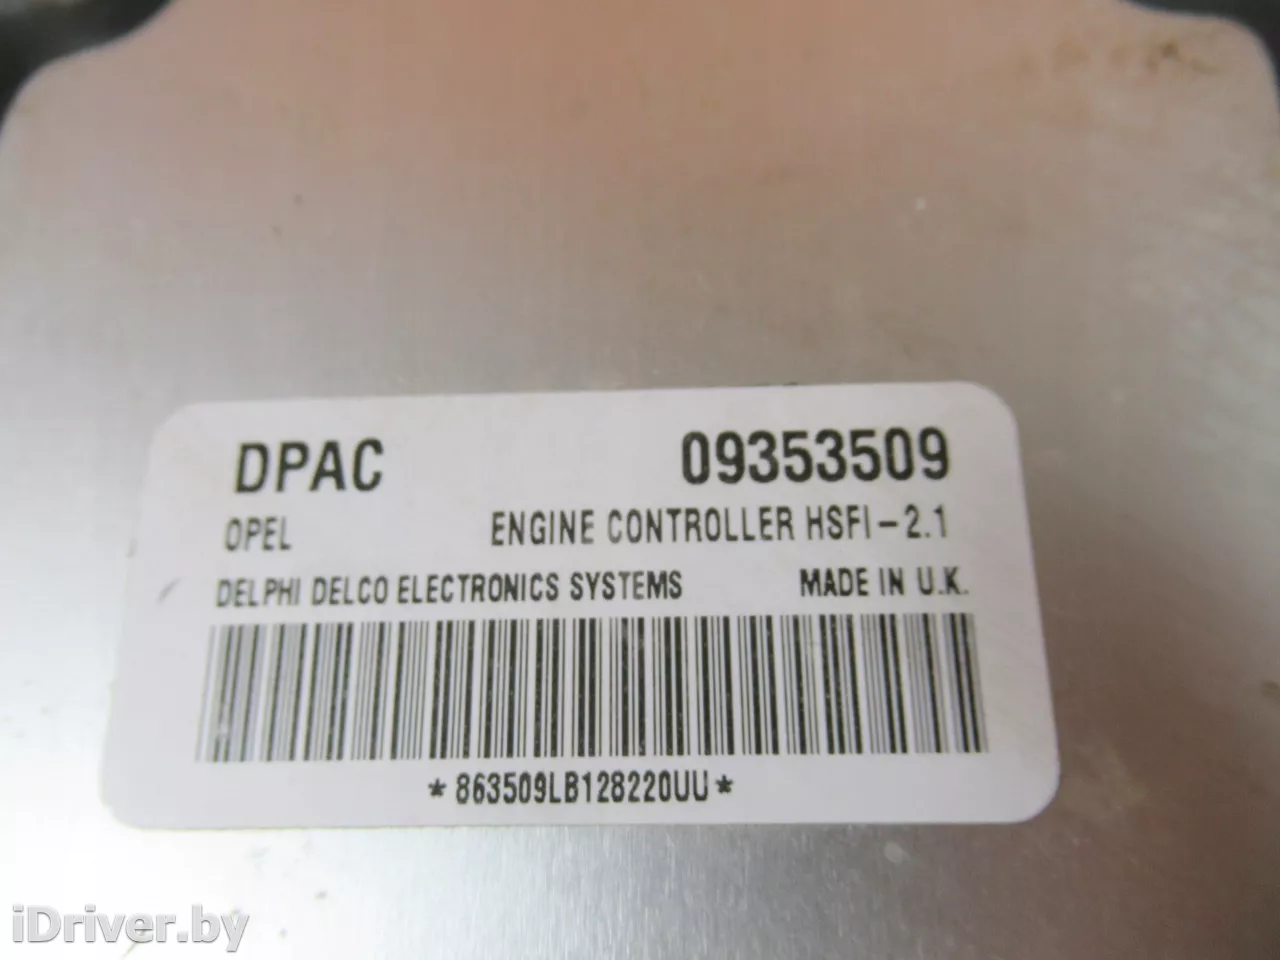 DPAC 09353509
OPEL ENGINE CONTROLLER HSFI-2.1
DELPHI DELCO ELECTRONICS SYSTEMS MADE IN U.K.
*863509LB128220UU*
iDriver.by